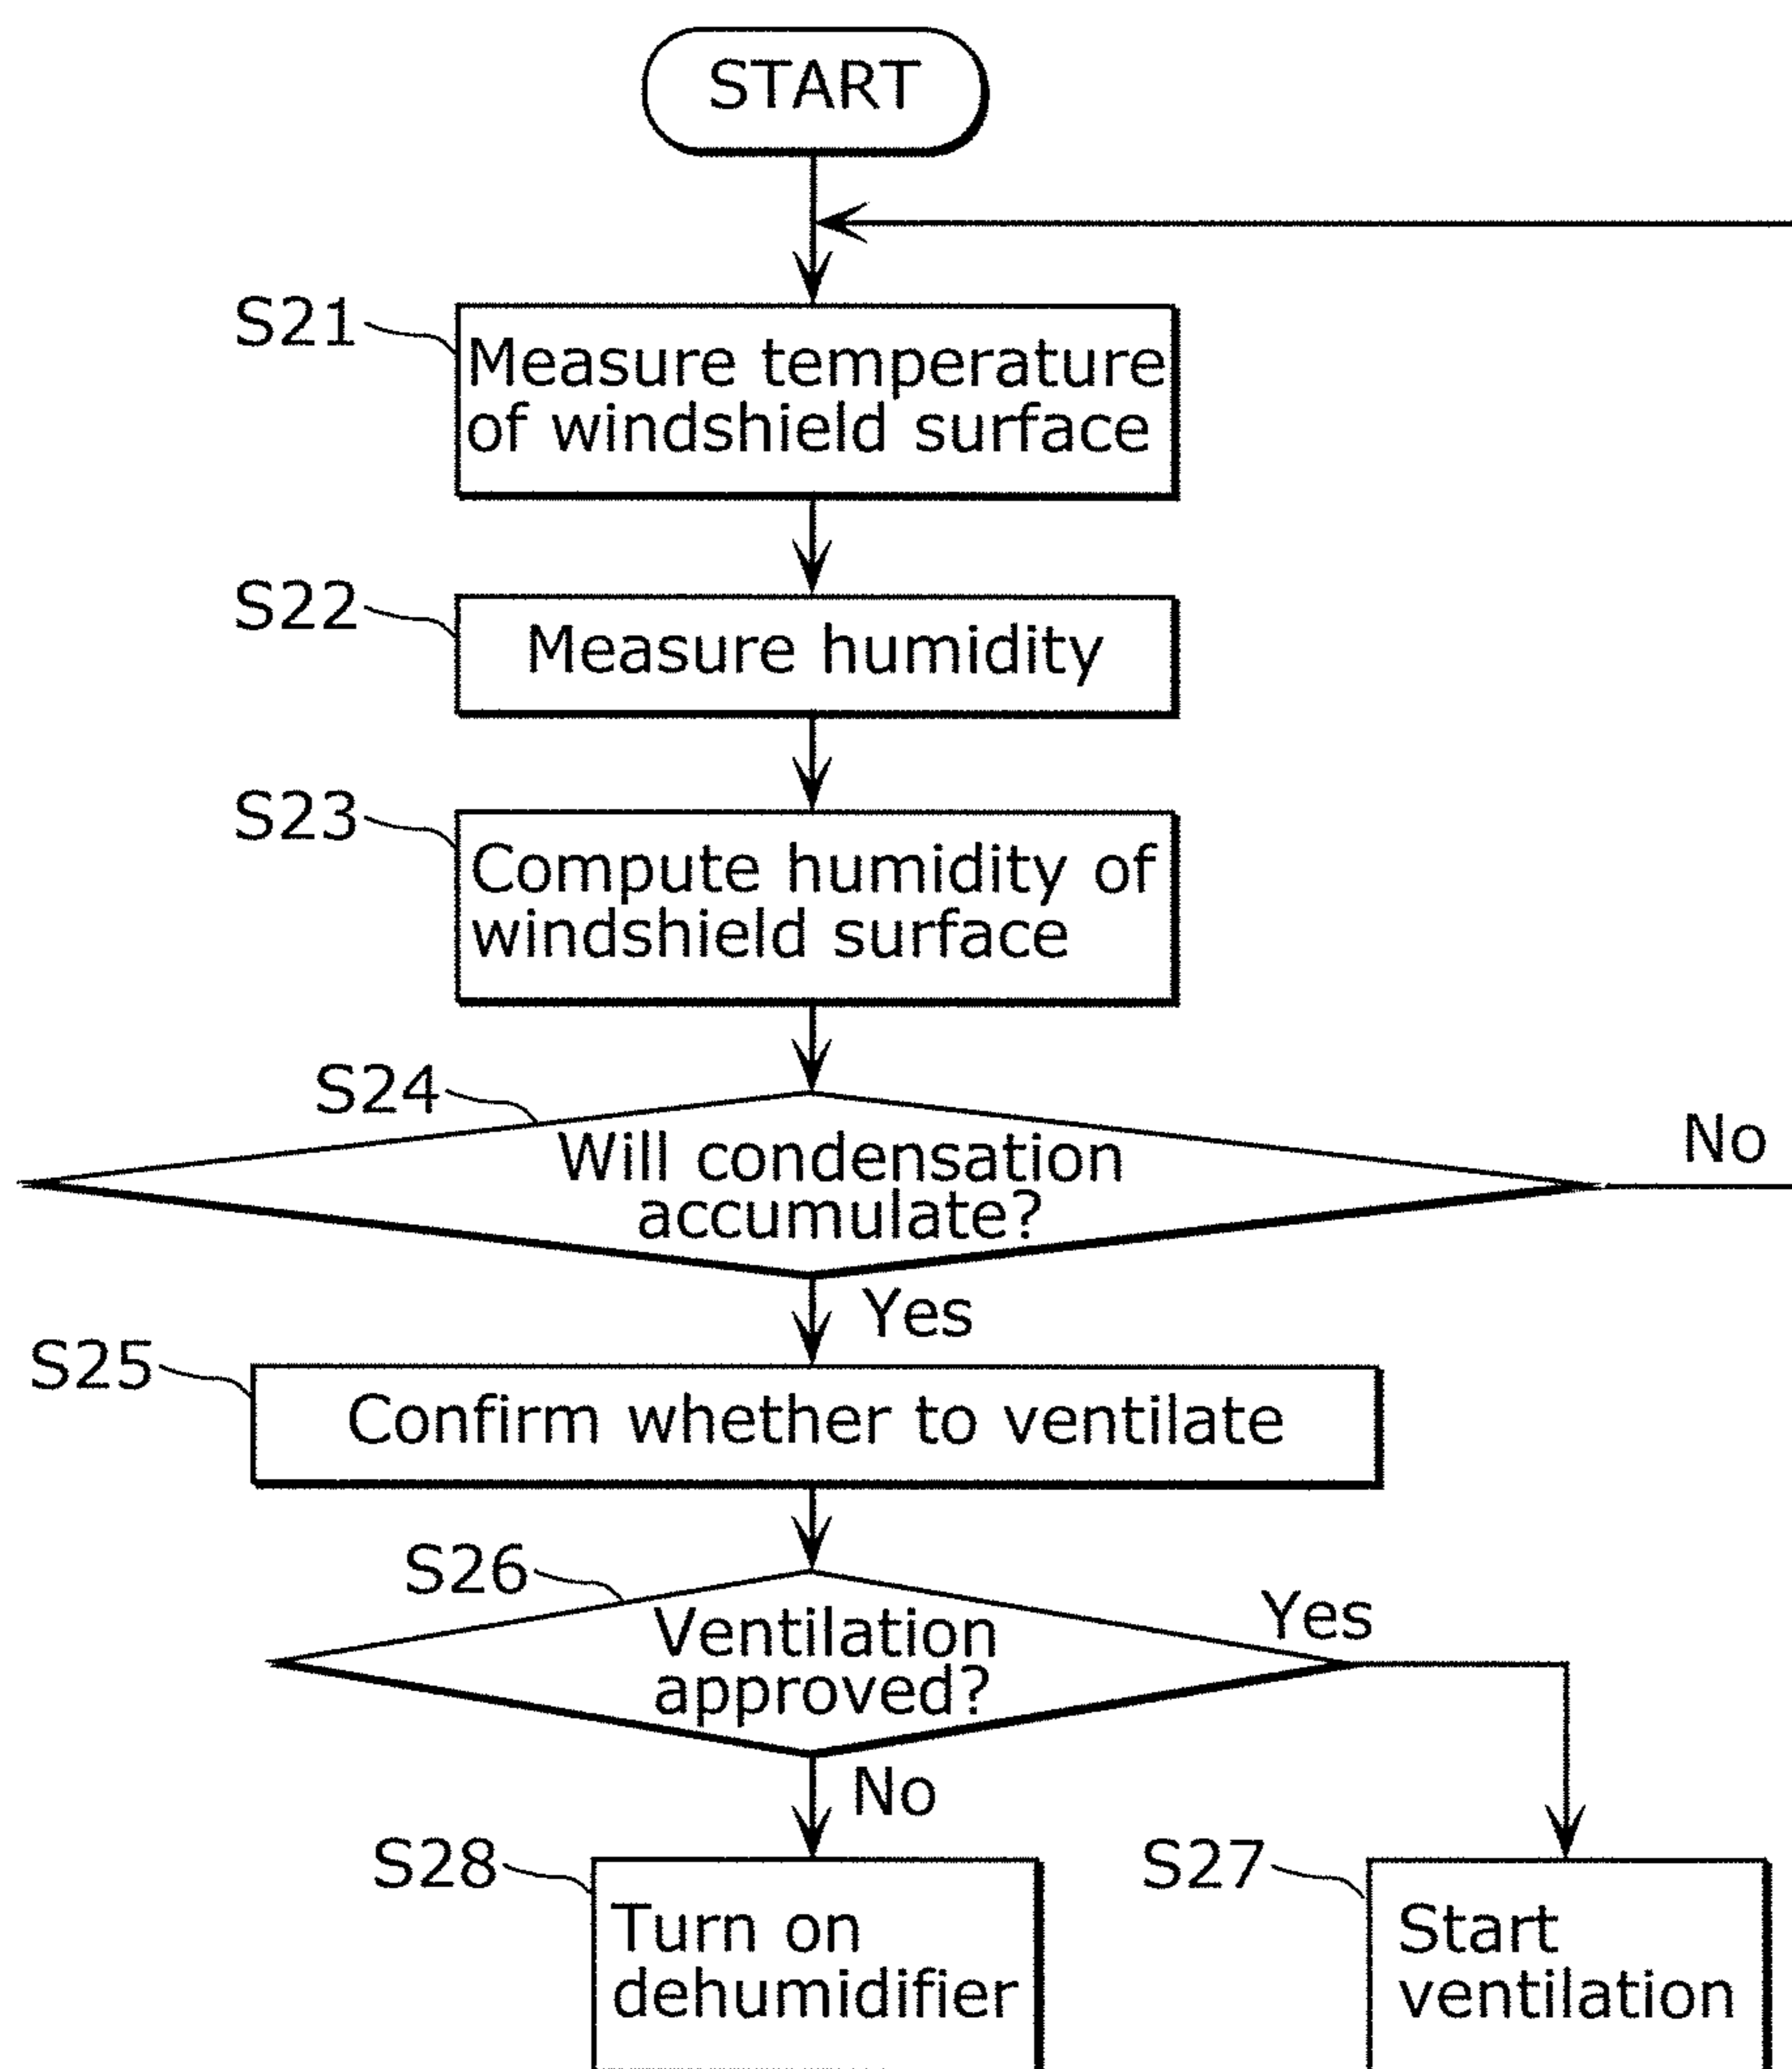 START
S21
Measure temperature
of windshield surface
S22
Measure humidity
S23
Compute humidity of
windshield surface
S24
Will condensation
accumulate?
No
Yes
S25
Confirm whether to ventilate
S26
Ventilation
approved?
Yes
No
S28
Turn on
dehumidifier
S27
Start
ventilation